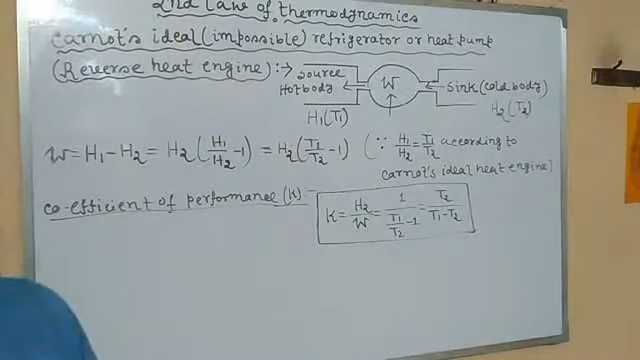 2nd law of thermodynamics
Carnot's ideal (impossible) refrigerator or heat pump
(Reverse heat engine) :→
Source
Hot body
H₁(T₁)
W
Sink (cold body)
H₂(T₂)
W = H₁ - H₂ = H₂(H₁/H₂ - 1) = H₂(T₁/T₂ - 1) (∵ H₁/H₂ = T₁/T₂ according to
carnot's ideal heat engine)
co-efficient of performance (K) =
K = H₂/W = 1/(T₁/T₂ - 1) = T₂/(T₁ - T₂)